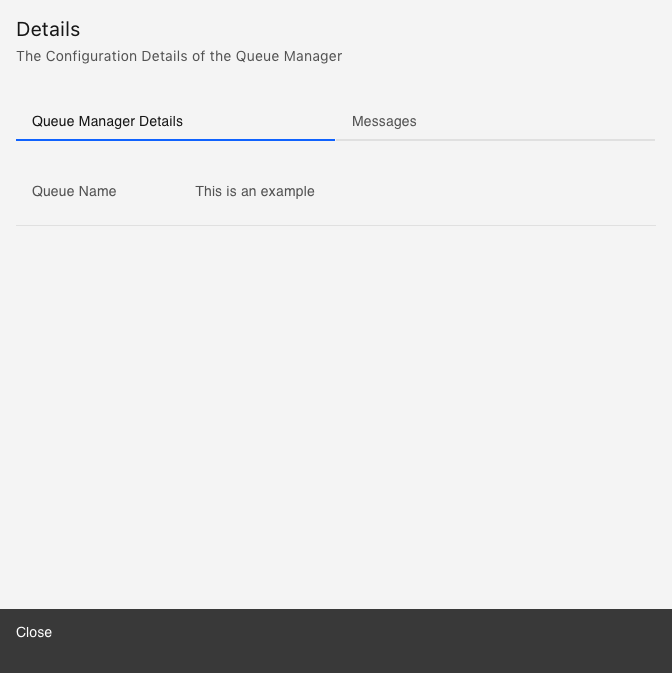 Details
The Configuration Details of the Queue Manager
Queue Manager Details
Messages
Queue Name
This is an example
Close